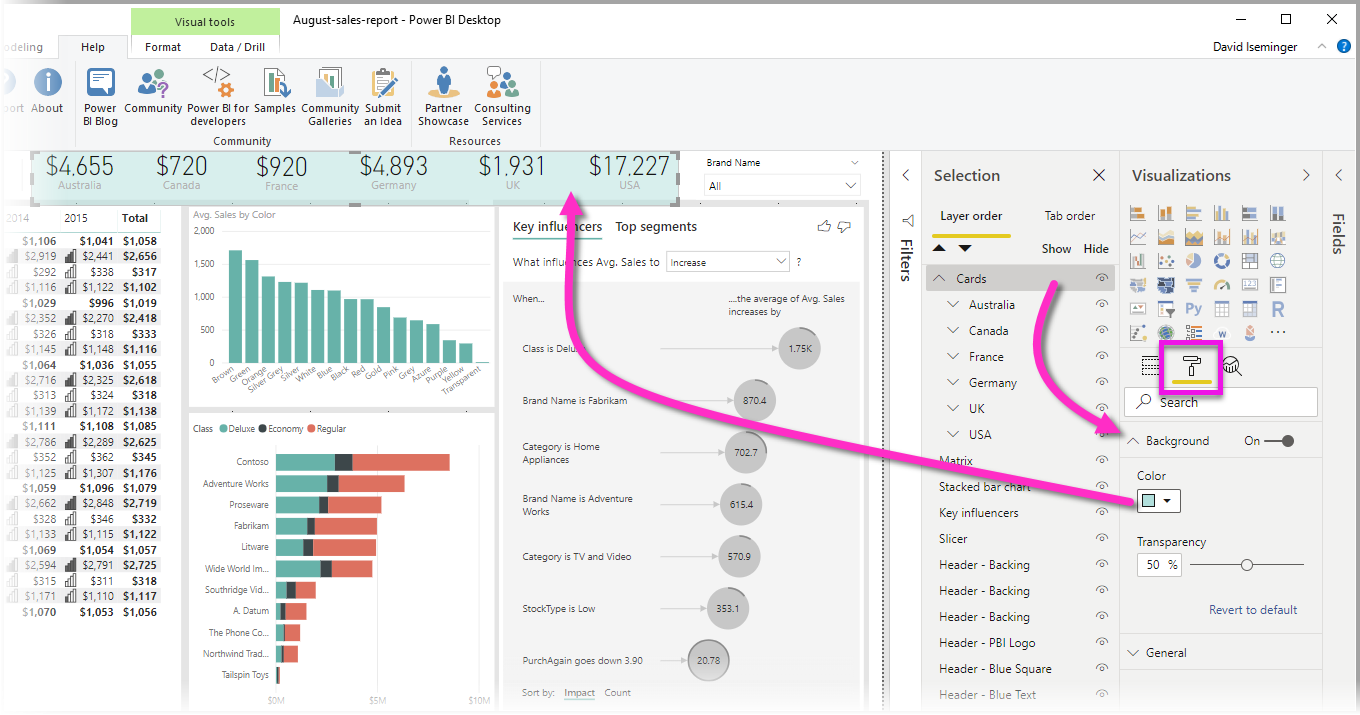 Visual tools
August-sales-report - Power BI Desktop
Help
Format
Data / Drill
David Iseminger
?
About
Power
BI Blog
Community
Power BI for
developers
Samples
Community
Galleries
Submit
an Idea
Partner
Showcase
Consulting
Services
Community
Resources
$4,655
Australia
$720
Canada
$920
France
$4,893
Germany
$1,931
UK
$17,227
USA
Brand Name
All
2014 2015 Total
$1,106 $1,041 $1,058
$2,919 $2,441 $2,656
$292 $338 $317
$1,116 $1,122 $1,102
$1,029 $996 $1,019
$2,352 $2,270 $2,418
$326 $318 $333
$1,145 $1,148 $1,116
$1,064 $1,036 $1,055
$2,716 $2,325 $2,618
$313 $324 $318
$1,139 $1,172 $1,138
$1,111 $1,108 $1,085
$2,786 $2,289 $2,625
$352 $362 $345
$1,125 $1,307 $1,176
$1,059 $1,096 $1,079
$2,662 $2,848 $2,719
$328 $346 $332
$1,133 $1,115 $1,122
$1,069 $1,054 $1,057
$2,594 $2,791 $2,725
$315 $311 $318
$1,171 $1,110 $1,117
$1,070 $1,053 $1,056
Avg. Sales by Color
2,000
1,500
1,000
500
0
Brown
Green
Orange
Silver Grey
Silver
White
Blue
Black
Red
Gold
Pink
Grey
Azure
Purple
Yellow
Transparent
Class Deluxe Economy Regular
Contoso
Adventure Works
Proseware
Fabrikam
Litware
Wide World Im...
Southridge Vid...
A. Datum
The Phone Co...
Northwind Trad...
Tailspin Toys
$0M $5M $10M
Key influencers Top segments
What influences Avg. Sales to Increase ?
When...
....the average of Avg. Sales
increases by
Class is Deluxe
1.75K
Brand Name is Fabrikam
870.4
Category is Home
Appliances
702.7
Brand Name is Adventure
Works
615.4
Category is TV and Video
570.9
StockType is Low
353.1
PurchAgain goes down 3.90
20.78
Sort by: Impact Count
Filters
Selection
Layer order Tab order
Show Hide
Cards
Australia
Canada
France
Germany
UK
USA
Matrix
Stacked bar chart
Key influencers
Slicer
Header - Backing
Header - Backing
Header - Backing
Header - PBI Logo
Header - Blue Square
Header - Blue Text
Visualizations
123
Py
R
W
Search
Background On
Color
Transparency
50 %
Revert to default
General
Fields